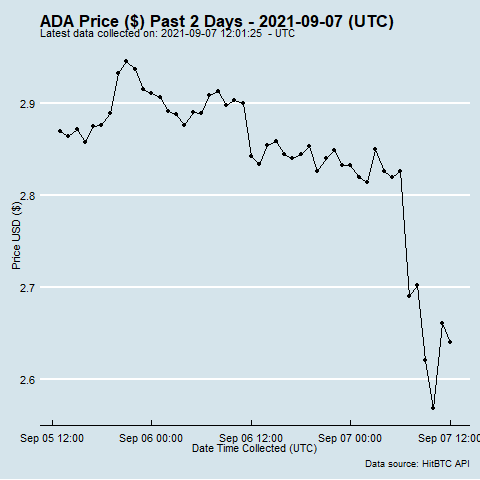 ADA Price ($) Past 2 Days - 2021-09-07 (UTC)
Latest data collected on: 2021-09-07 12:01:25 - UTC
Price USD ($)
2.9
2.8
2.7
2.6
Sep 05 12:00 Sep 06 00:00 Sep 06 12:00 Sep 07 00:00 Sep 07 12:00
Date Time Collected (UTC)
Data source: HitBTC API